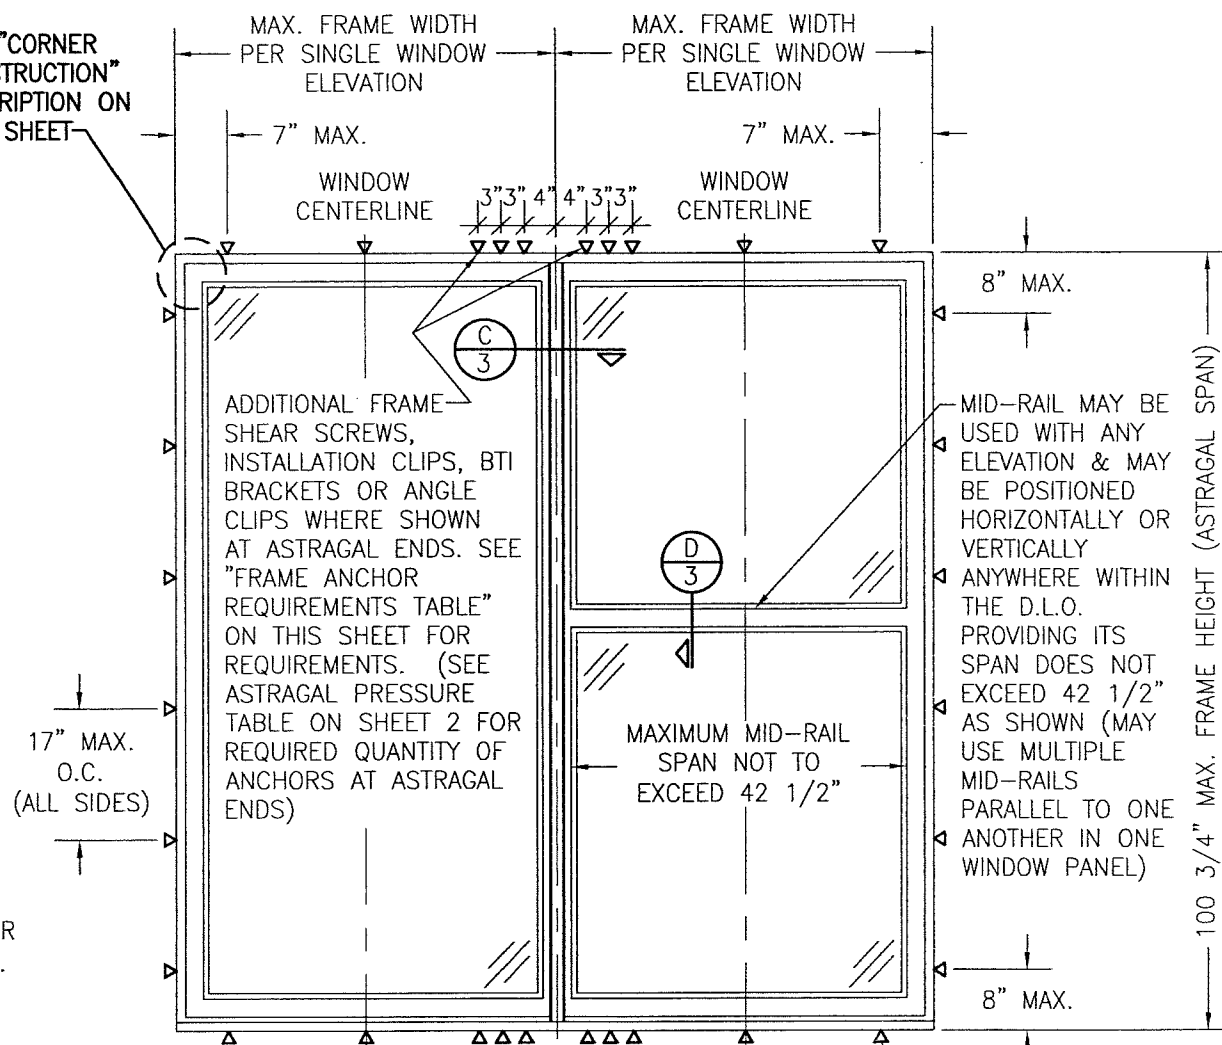 "CORNER
TRUCTION"
RIPTION ON
SHEET
MAX. FRAME WIDTH
PER SINGLE WINDOW
ELEVATION
MAX. FRAME WIDTH
PER SINGLE WINDOW
ELEVATION
7" MAX.
7" MAX.
WINDOW
CENTERLINE
3"3" 4" 4"3"3"
WINDOW
CENTERLINE
8" MAX.
C
3
ADDITIONAL FRAME
SHEAR SCREWS,
INSTALLATION CLIPS, BTI
BRACKETS OR ANGLE
CLIPS WHERE SHOWN
AT ASTRAGAL ENDS. SEE
"FRAME ANCHOR
REQUIREMENTS TABLE"
ON THIS SHEET FOR
REQUIREMENTS. (SEE
ASTRAGAL PRESSURE
TABLE ON SHEET 2 FOR
REQUIRED QUANTITY OF
ANCHORS AT ASTRAGAL
ENDS)
D
3
MID-RAIL MAY BE
USED WITH ANY
ELEVATION & MAY
BE POSITIONED
HORIZONTALLY OR
VERTICALLY
ANYWHERE WITHIN
THE D.L.O.
PROVIDING ITS
SPAN DOES NOT
EXCEED 42 1/2"
AS SHOWN (MAY
USE MULTIPLE
MID-RAILS
PARALLEL TO ONE
ANOTHER IN ONE
WINDOW PANEL)
100 3/4" MAX. FRAME HEIGHT (ASTRAGAL SPAN)
17" MAX.
O.C.
(ALL SIDES)
MAXIMUM MID-RAIL
SPAN NOT TO
EXCEED 42 1/2"
R
.
8" MAX.